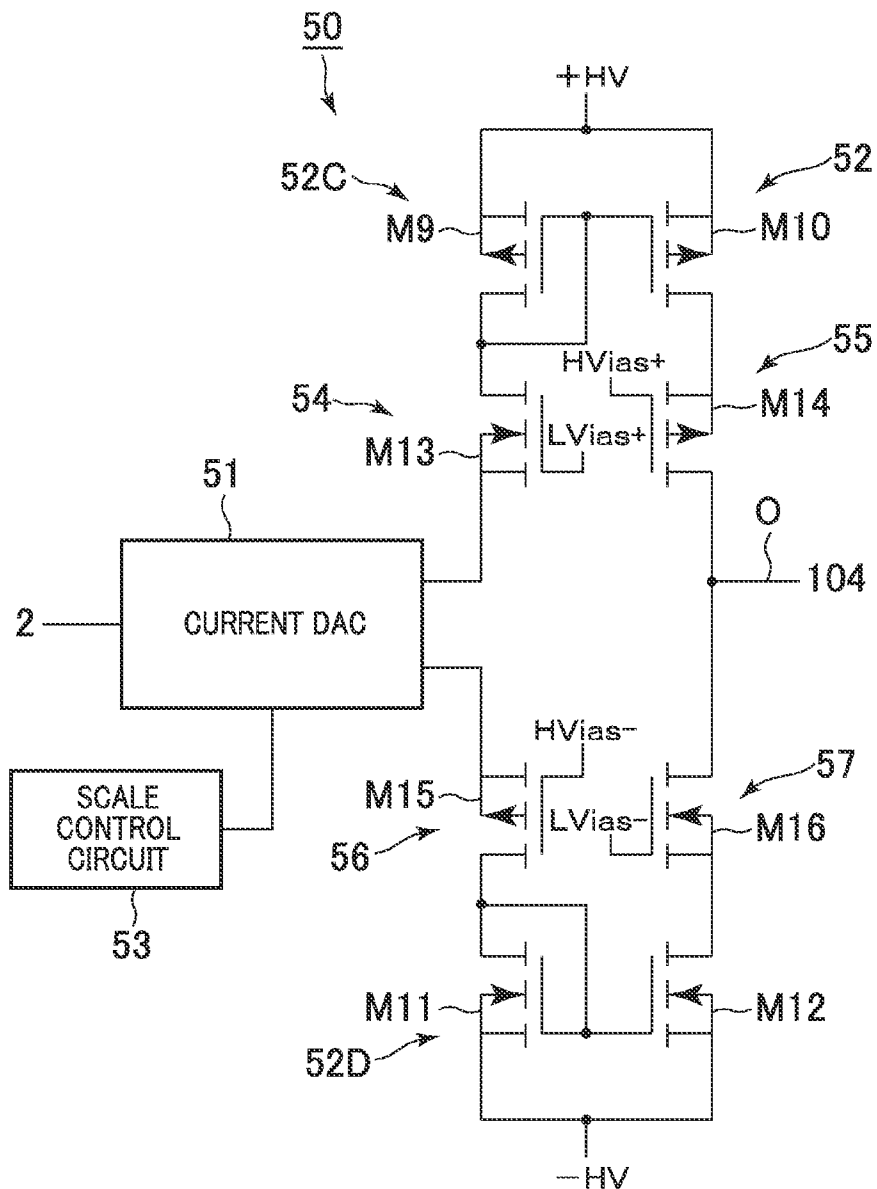 50
+HV
52C
52
M9
M10
HVias+
55
54
LVias+
M14
M13
51
O
104
2
CURRENT DAC
HVias−
57
SCALE
CONTROL
CIRCUIT
M15
LVias−
M16
56
53
M11
M12
52D
−HV